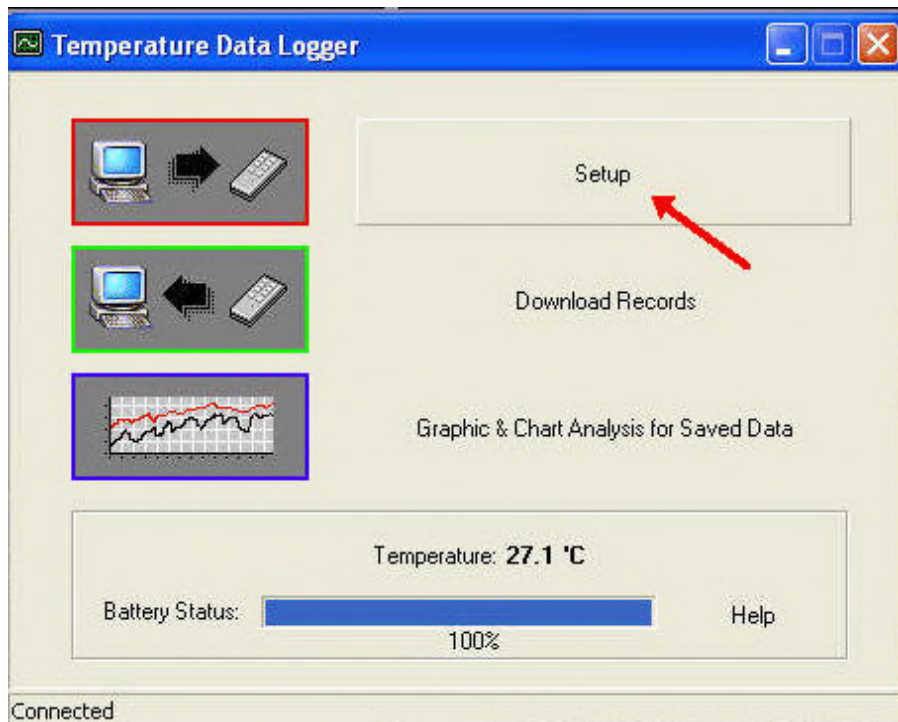 Temperature Data Logger
Setup
Download Records
Graphic & Chart Analysis for Saved Data
Temperature: 27.1 'C
Battery Status:
100%
Help
Connected